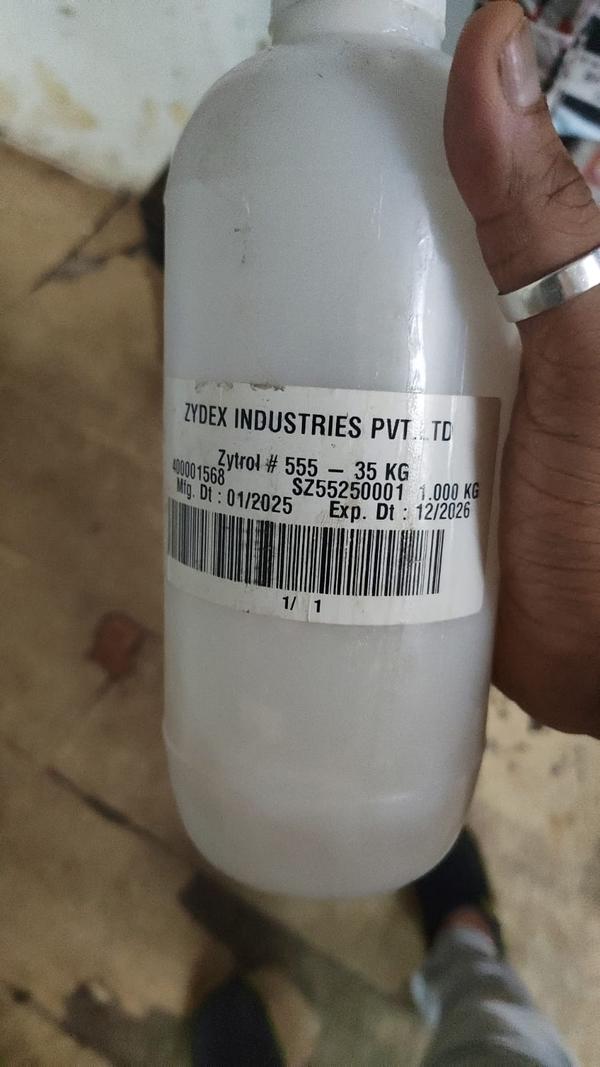 ZYDEX INDUSTRIES PVT. LTD
Zytrol # 555 – 35 KG
400001568 SZ55250001 1.000 KG
Mfg. Dt : 01/2025 Exp. Dt : 12/2026
1/ 1